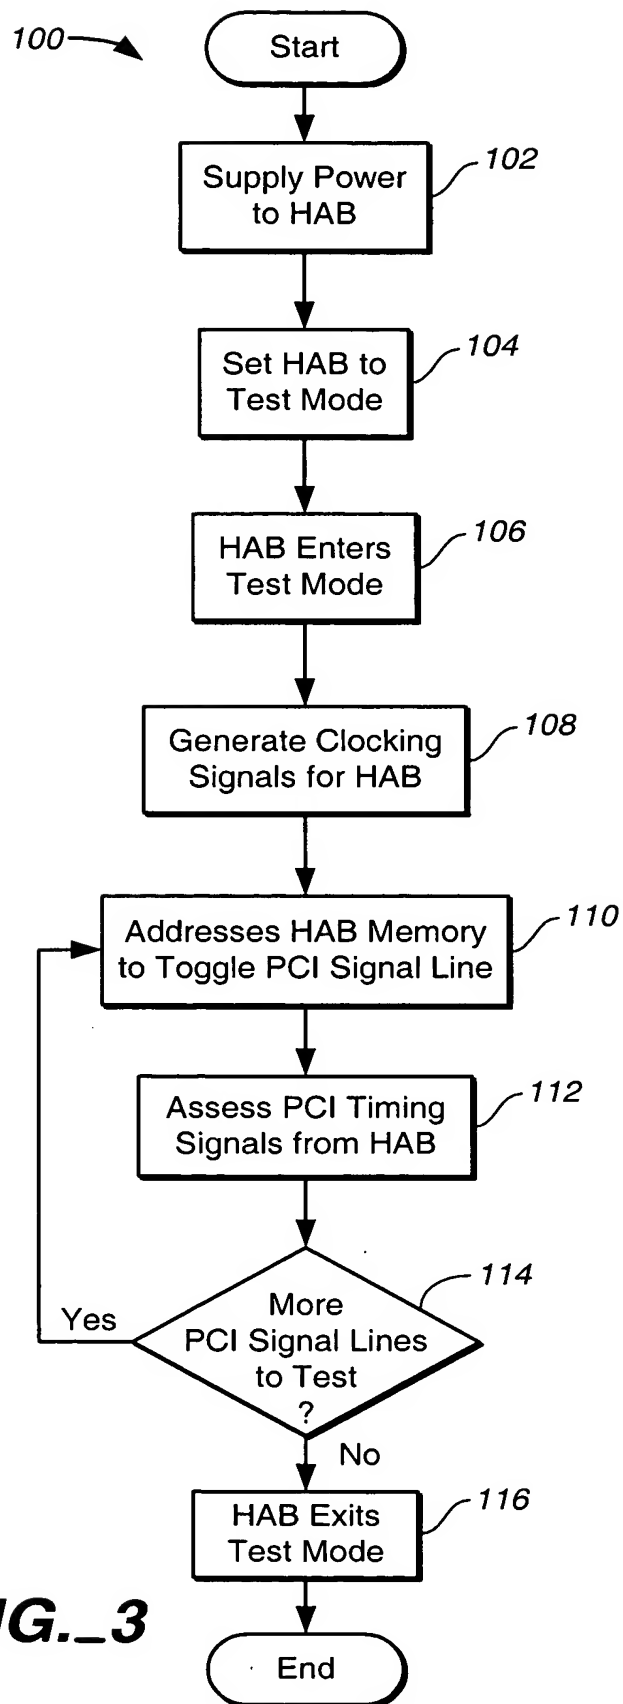 100
Start
102
Supply Power
to HAB
104
Set HAB to
Test Mode
106
HAB Enters
Test Mode
108
Generate Clocking
Signals for HAB
110
Addresses HAB Memory
to Toggle PCI Signal Line
112
Assess PCI Timing
Signals from HAB
114
More
PCI Signal Lines
to Test
?
Yes
No
116
HAB Exits
Test Mode
IG._3
End